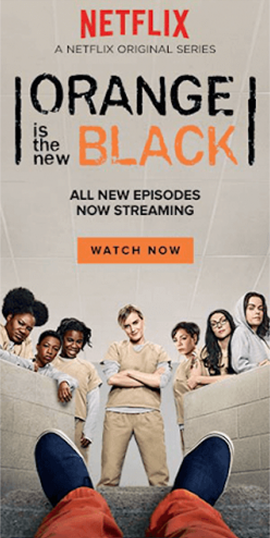 NETFLIX
A NETFLIX ORIGINAL SERIES
ORANGE
is
the
new
BLACK
ALL NEW EPISODES
NOW STREAMING
WATCH NOW